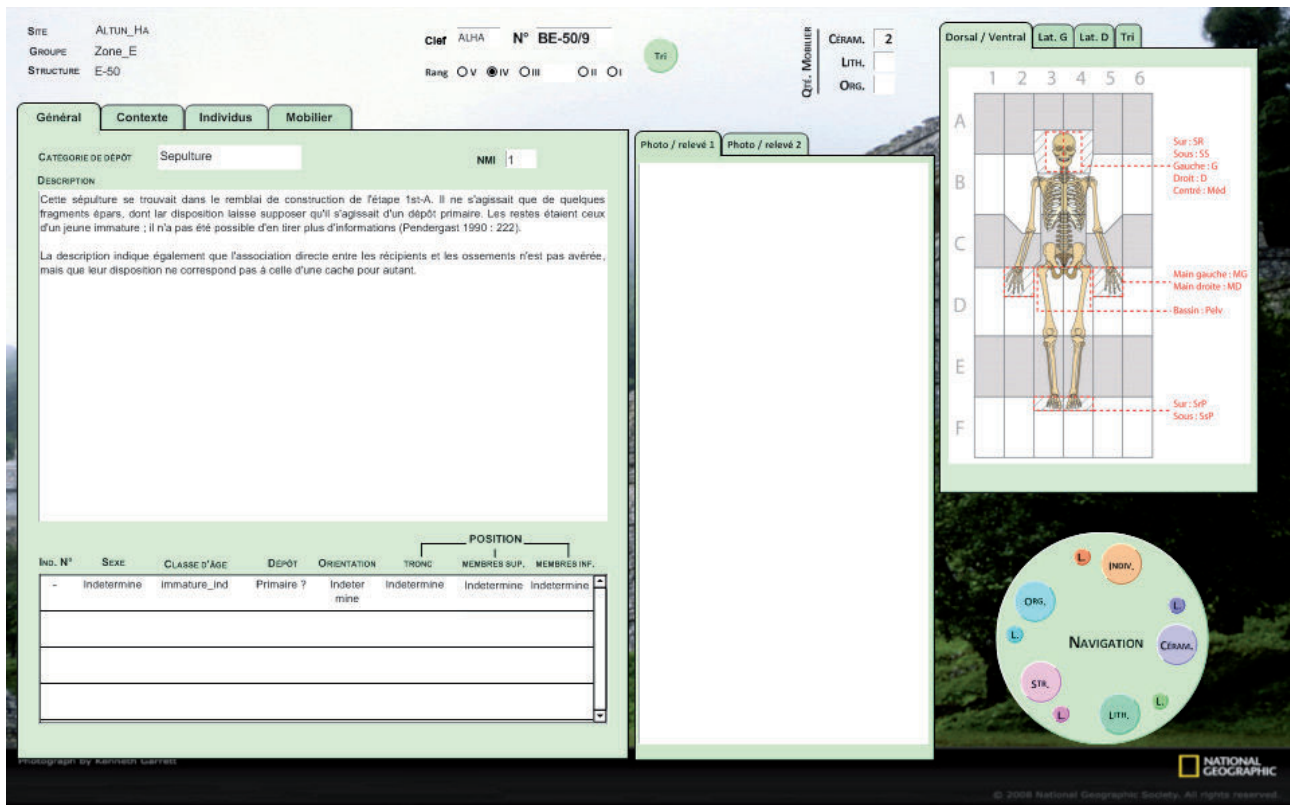 SITE ALTUN_HA
GROUPE Zone_E
STRUCTURE E-50
Clef ALHA N° BE-50/9
Rang V IV III II I
Tri
QTÉ. MOBILIER
CÉRAM. 2
LITH.
ORG.
Général Contexte Individus Mobilier
CATÉGORIE DE DÉPÔT Sepulture NMI 1
DESCRIPTION
Cette sépulture se trouvait dans le remblai de construction de l'étape 1st-A. Il ne s'agissait que de quelques
fragments épars, dont lar disposition laisse supposer qu'il s'agissait d'un dépôt primaire. Les restes étaient ceux
d'un jeune immature ; il n'a pas été possible d'en tirer plus d'informations (Pendergast 1990 : 222).
La description indique également que l'association directe entre les récipients et les ossements n'est pas avérée,
mais que leur disposition ne correspond pas à celle d'une cache pour autant.
POSITION
IND. N° SEXE CLASSE D'ÂGE DÉPÔT ORIENTATION TRONC MEMBRES SUP. MEMBRES INF.
- Indetermine immature_ind Primaire ? Indeter Indetermine Indetermine Indetermine
mine
Photo / relevé 1 Photo / relevé 2
Dorsal / Ventral Lat. G Lat. D Tri
1 2 3 4 5 6
A
B
C
D
E
F
Sur : SR
Sous : SS
Gauche : G
Droit : D
Centré : Méd
Main gauche : MG
Main droite : MD
Bassin : Pelv
Sur : SrP
Sous : SsP
L. INDIV.
ORG. L.
L. NAVIGATION CÉRAM.
STR. L.
L. LITH.
Photograph by Kenneth Garrett
NATIONAL
GEOGRAPHIC
© 2008 National Geographic Society. All rights reserved.